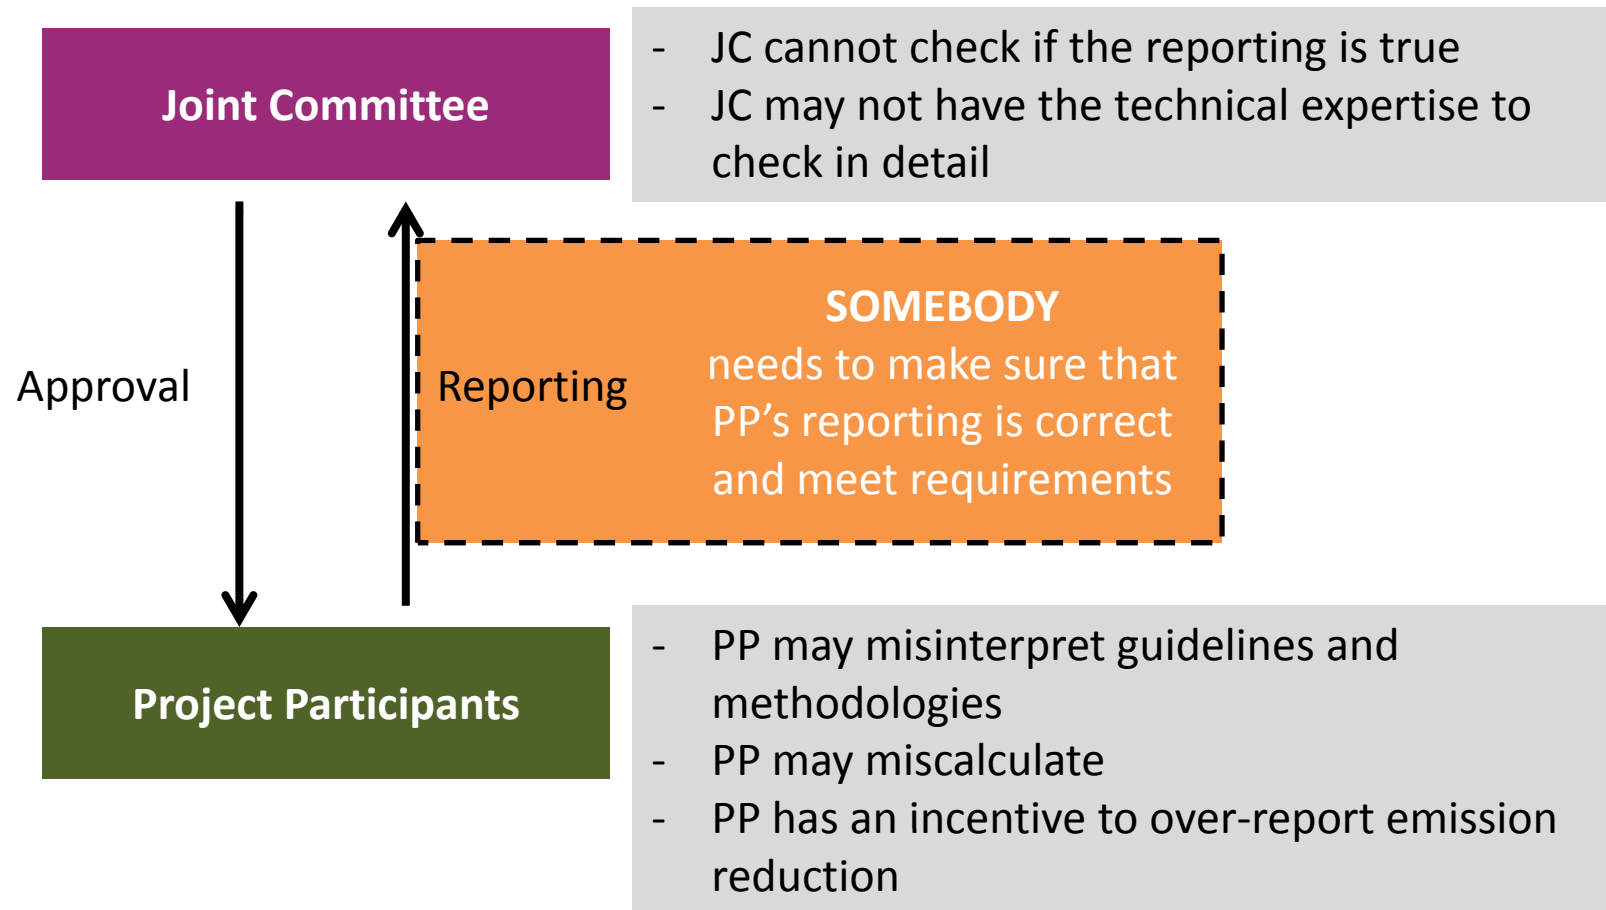 Joint Committee
- JC cannot check if the reporting is true
- JC may not have the technical expertise to
check in detail
Approval
Reporting
SOMEBODY
needs to make sure that
PP’s reporting is correct
and meet requirements
Project Participants
- PP may misinterpret guidelines and
methodologies
- PP may miscalculate
- PP has an incentive to over-report emission
reduction